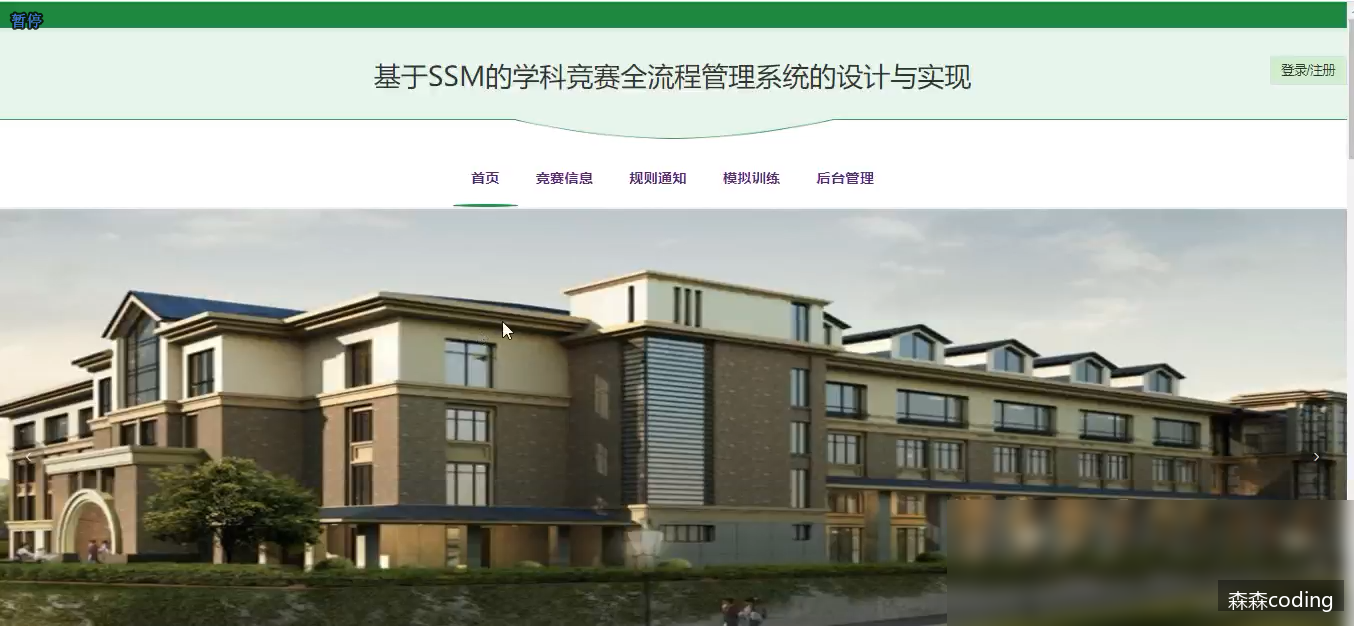 暂停
基于SSM的学科竞赛全流程管理系统的设计与实现
登录/注册
首页 竞赛信息 规则通知 模拟训练 后台管理
森森coding